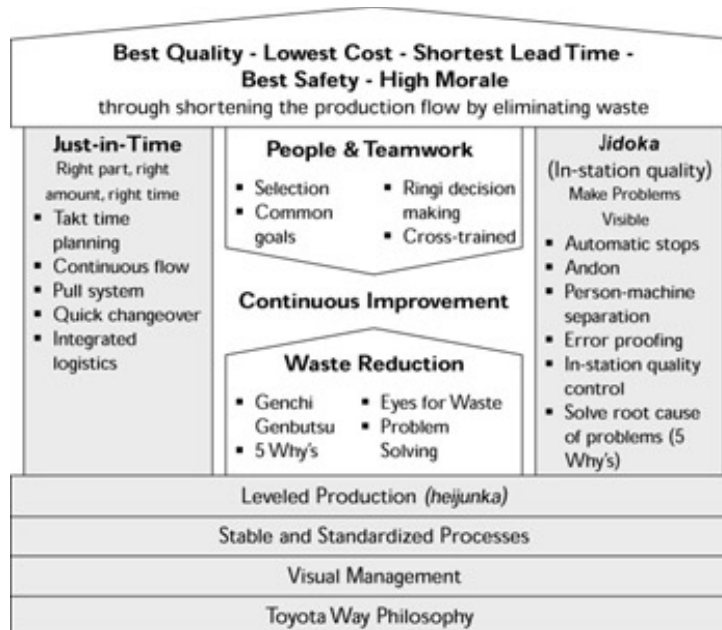 Best Quality - Lowest Cost - Shortest Lead Time -
Best Safety - High Morale
through shortening the production flow by eliminating waste
Just-in-Time
Right part, right
amount, right time
▪ Takt time
planning
▪ Continuous flow
▪ Pull system
▪ Quick changeover
▪ Integrated
logistics
People & Teamwork
▪ Selection
▪ Common
goals
▪ Ringi decision
making
▪ Cross-trained
Continuous Improvement
Waste Reduction
▪ Genchi
Genbutsu
▪ 5 Why's
▪ Eyes for Waste
▪ Problem
Solving
Jidoka
(In-station quality)
Make Problems
Visible
▪ Automatic stops
▪ Andon
▪ Person-machine
separation
▪ Error proofing
▪ In-station quality
control
▪ Solve root cause
of problems (5
Why's)
Leveled Production (heijunka)
Stable and Standardized Processes
Visual Management
Toyota Way Philosophy